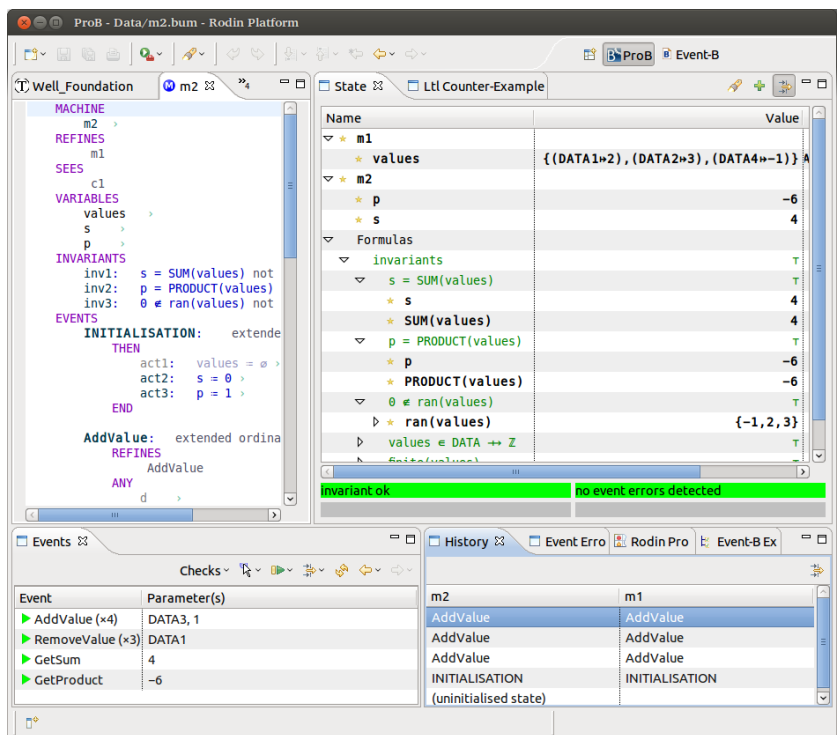 ProB - Data/m2.bum - Rodin Platform
ProB Event-B
Well_Foundation m2 »4
MACHINE
m2 ›
REFINES
m1
SEES
c1
VARIABLES
values ›
s ›
p ›
INVARIANTS
inv1: s = SUM(values) not
inv2: p = PRODUCT(values)
inv3: 0 ∉ ran(values) not
EVENTS
INITIALISATION: extende
THEN
act1: values ≔ ∅ ›
act2: s ≔ 0 ›
act3: p ≔ 1 ›
END
AddValue: extended ordina
REFINES
AddValue
ANY
d ›
State Ltl Counter-Example
Name Value
m1
values {(DATA1↦2),(DATA2↦3),(DATA4↦−1)}
m2
p −6
s 4
Formulas
invariants ⊤
s = SUM(values) ⊤
s 4
SUM(values) 4
p = PRODUCT(values) ⊤
p −6
PRODUCT(values) −6
0 ∉ ran(values) ⊤
ran(values) {−1,2,3}
values ∈ DATA ⇸ ℤ ⊤
finite(values) ⊤
invariant ok no event errors detected
Events
Checks
Event Parameter(s)
AddValue (×4) DATA3, 1
RemoveValue (×3) DATA1
GetSum 4
GetProduct −6
History Event Erro Rodin Pro Event-B Ex
m2 m1
AddValue AddValue
AddValue AddValue
AddValue AddValue
INITIALISATION INITIALISATION
(uninitialised state)